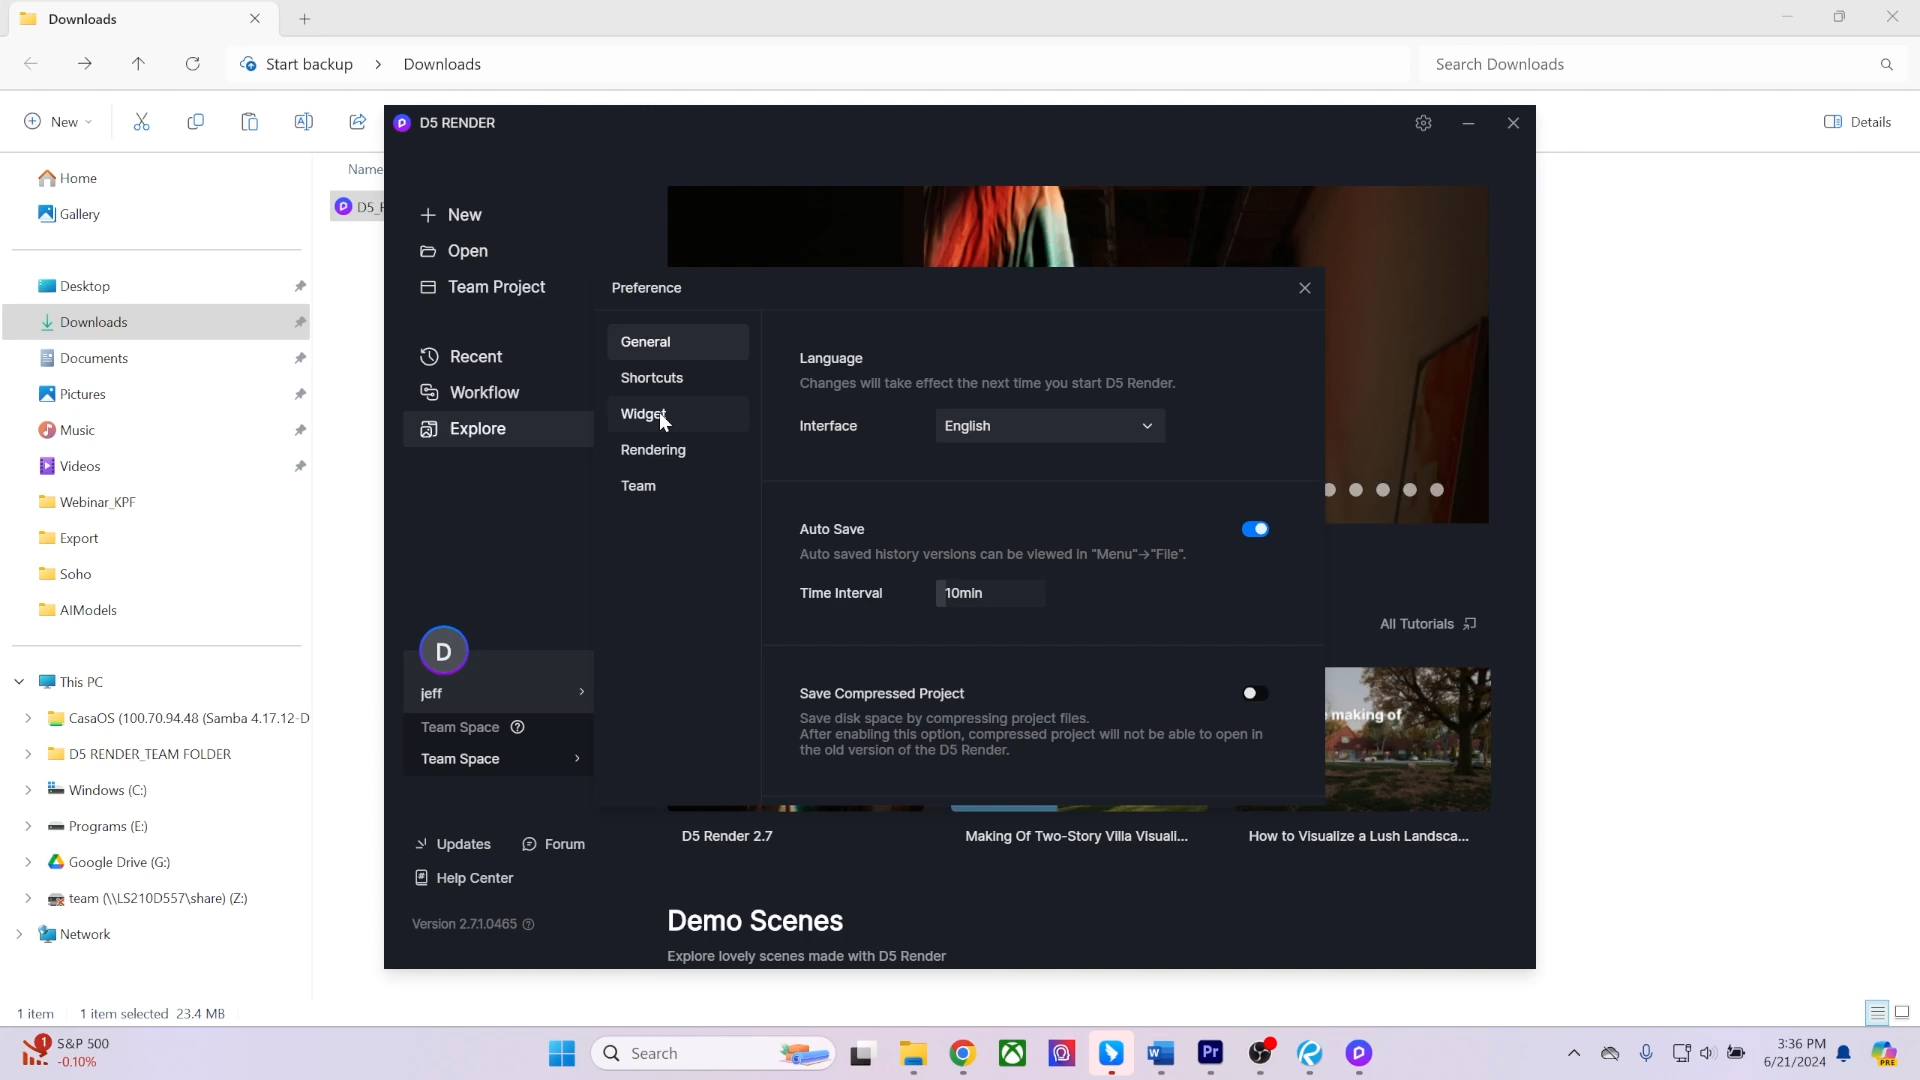 Downloads
Start backup > Downloads
Search Downloads
New
Details
D5 RENDER
Home
Gallery
Name
Desktop
Downloads
Documents
Pictures
Music
Videos
Webinar_KPF
Export
Soho
AIModels
This PC
CasaOS (100.70.94.48 (Samba 4.17.12-D
D5 RENDER_TEAM FOLDER
Windows (C:)
Programs (E:)
Google Drive (G:)
team (\\LS210D557\share) (Z:)
Network
1 item 1 item selected 23.4 MB
New
Open
Team Project
Recent
Workflow
Explore
D
jeff
Team Space
Team Space
Updates Forum
Help Center
Version 2.7.1.0465
Preference
General
Shortcuts
Widget
Rendering
Team
Language
Changes will take effect the next time you start D5 Render.
Interface English
Auto Save
Auto saved history versions can be viewed in "Menu"→"File".
Time Interval 10min
Save Compressed Project
Save disk space by compressing project files.
After enabling this option, compressed project will not be able to open in
the old version of the D5 Render.
All Tutorials
making of
D5 Render 2.7
Making Of Two-Story Villa Visuali...
How to Visualize a Lush Landsca...
Demo Scenes
Explore lovely scenes made with D5 Render
1
S&P 500
-0.10%
Search
Pr
3:36 PM
6/21/2024
PRE